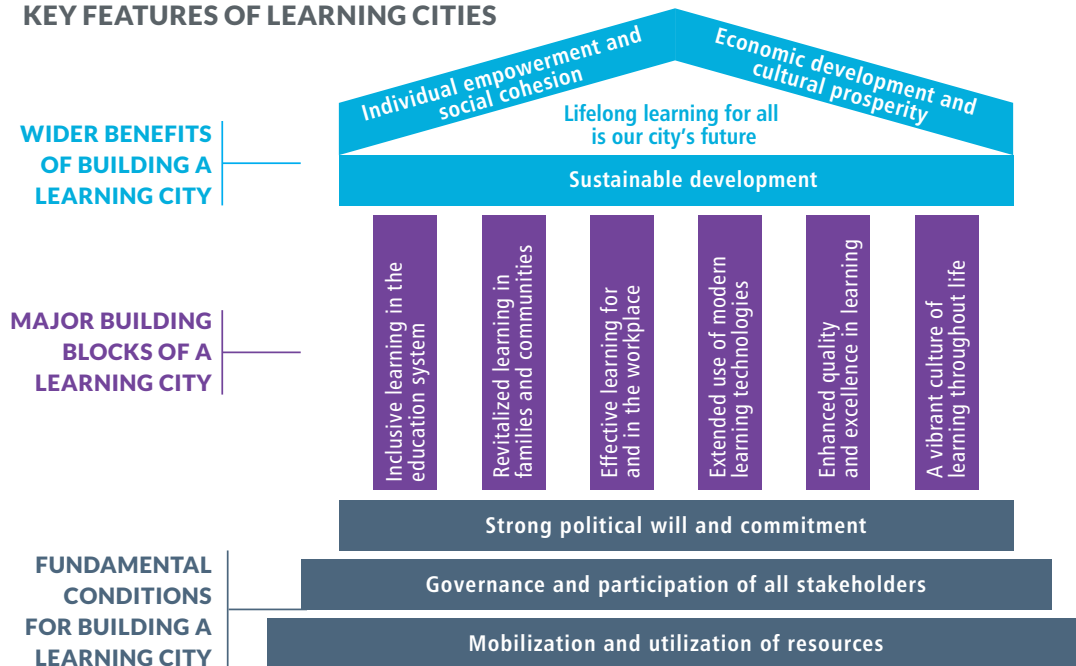 KEY FEATURES OF LEARNING CITIES
Individual empowerment and
social cohesion
Economic development and
cultural prosperity
Lifelong learning for all
is our city's future
WIDER BENEFITS
OF BUILDING A
LEARNING CITY
Sustainable development
MAJOR BUILDING
BLOCKS OF A
LEARNING CITY
Inclusive learning in the
education system
Revitalized learning in
families and communities
Effective learning for
and in the workplace
Extended use of modern
learning technologies
Enhanced quality
and excellence in learning
A vibrant culture of
learning throughout life
Strong political will and commitment
FUNDAMENTAL
CONDITIONS
FOR BUILDING A
LEARNING CITY
Governance and participation of all stakeholders
Mobilization and utilization of resources